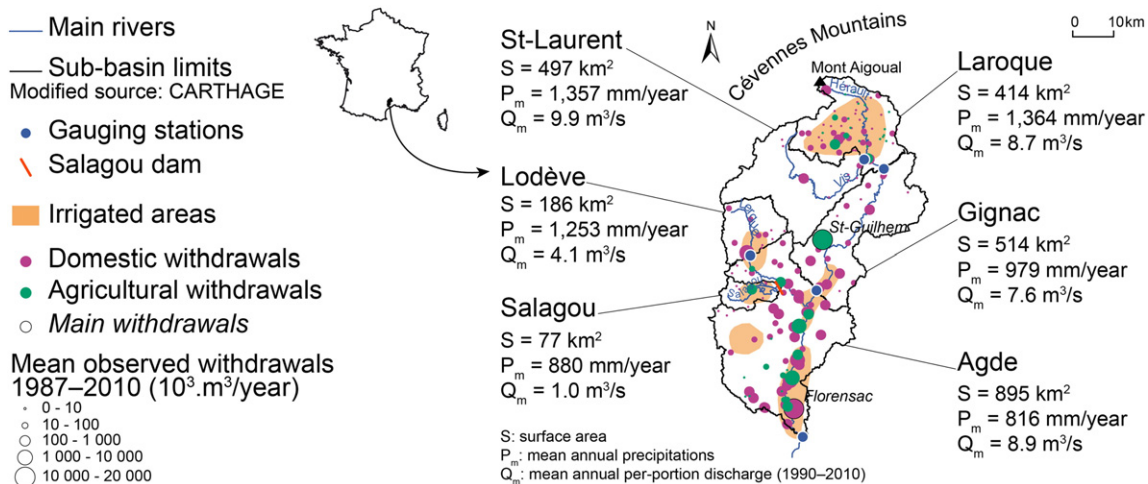 Main rivers
Sub-basin limits
Modified source: CARTHAGE
Gauging stations
Salagou dam
Irrigated areas
Domestic withdrawals
Agricultural withdrawals
Main withdrawals
Mean observed withdrawals
1987–2010 (10³.m³/year)
0 - 10
10 - 100
100 - 1 000
1 000 - 10 000
10 000 - 20 000
St-Laurent
S = 497 km²
Pₘ = 1,357 mm/year
Qₘ = 9.9 m³/s
Lodève
S = 186 km²
Pₘ = 1,253 mm/year
Qₘ = 4.1 m³/s
Salagou
S = 77 km²
Pₘ = 880 mm/year
Qₘ = 1.0 m³/s
S: surface area
Pₘ: mean annual precipitations
Qₘ: mean annual per-portion discharge (1990–2010)
N
Cévennes Mountains
Mont Aigoual
Hérault
Vis
Lergue
St-Guilhem
Florensac
0 10km
Laroque
S = 414 km²
Pₘ = 1,364 mm/year
Qₘ = 8.7 m³/s
Gignac
S = 514 km²
Pₘ = 979 mm/year
Qₘ = 7.6 m³/s
Agde
S = 895 km²
Pₘ = 816 mm/year
Qₘ = 8.9 m³/s